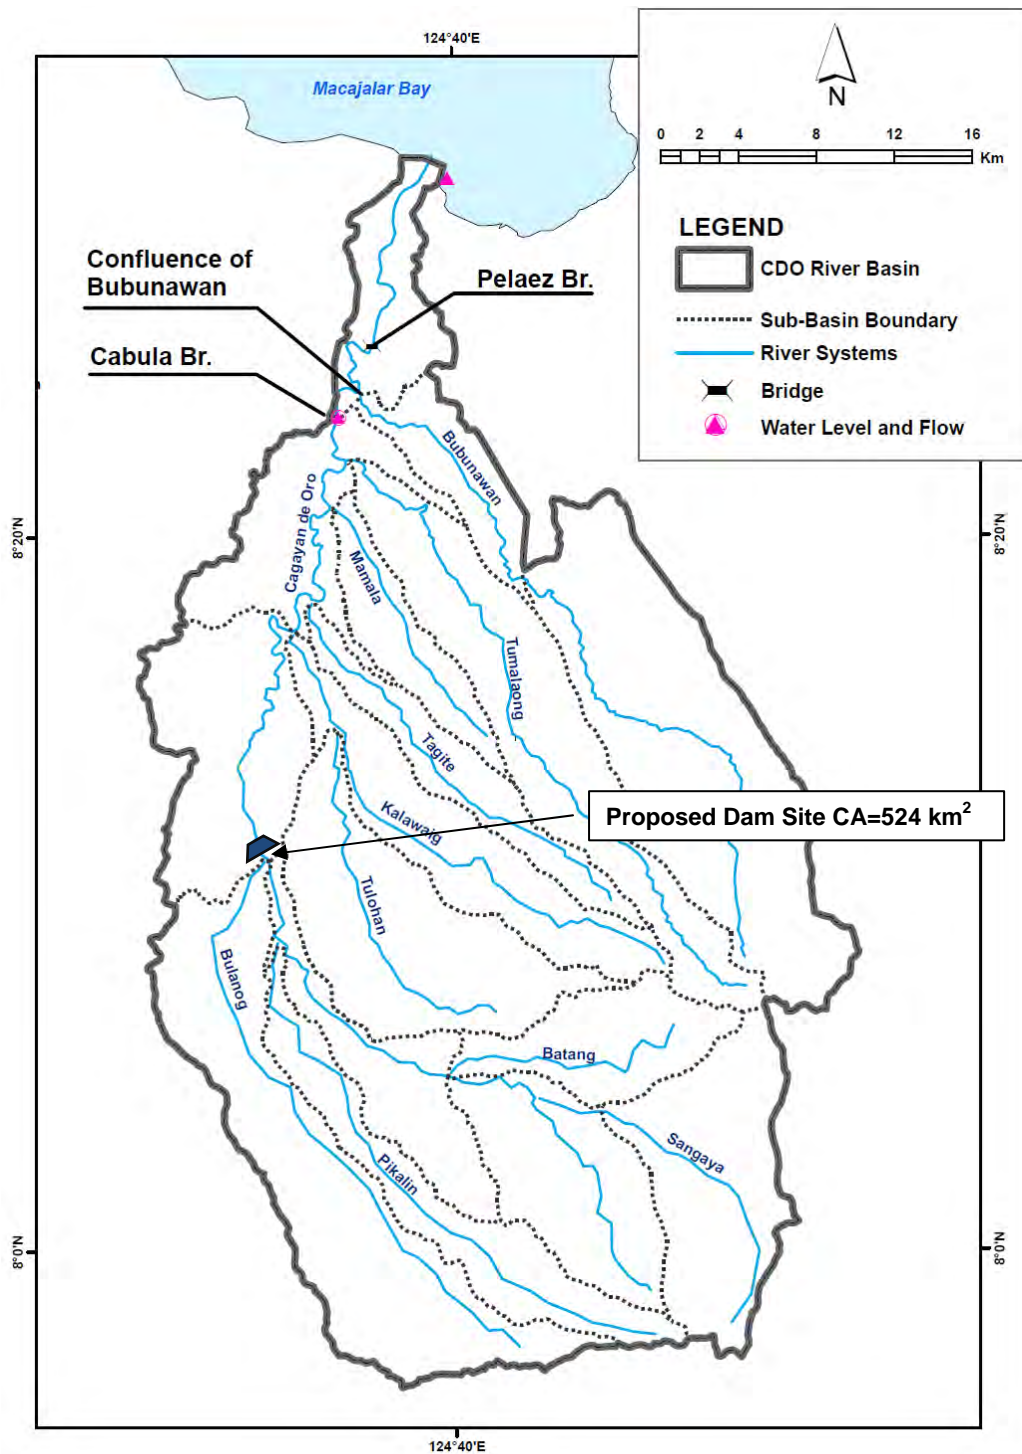 124°40'E
Macajalar Bay
N
0 2 4 8 12 16
Km
LEGEND
CDO River Basin
Sub-Basin Boundary
River Systems
Bridge
Water Level and Flow
Confluence of
Bubunawan
Pelaez Br.
Cabula Br.
Bubunawan
Cagayan de Oro
8°20'N
8°20'N
Mamala
Tumalaong
Tagite
Kalawaig
Proposed Dam Site CA=524 km²
Tulohan
Bulanog
Batang
Sangaya
Pikalin
8°0'N
8°0'N
124°40'E